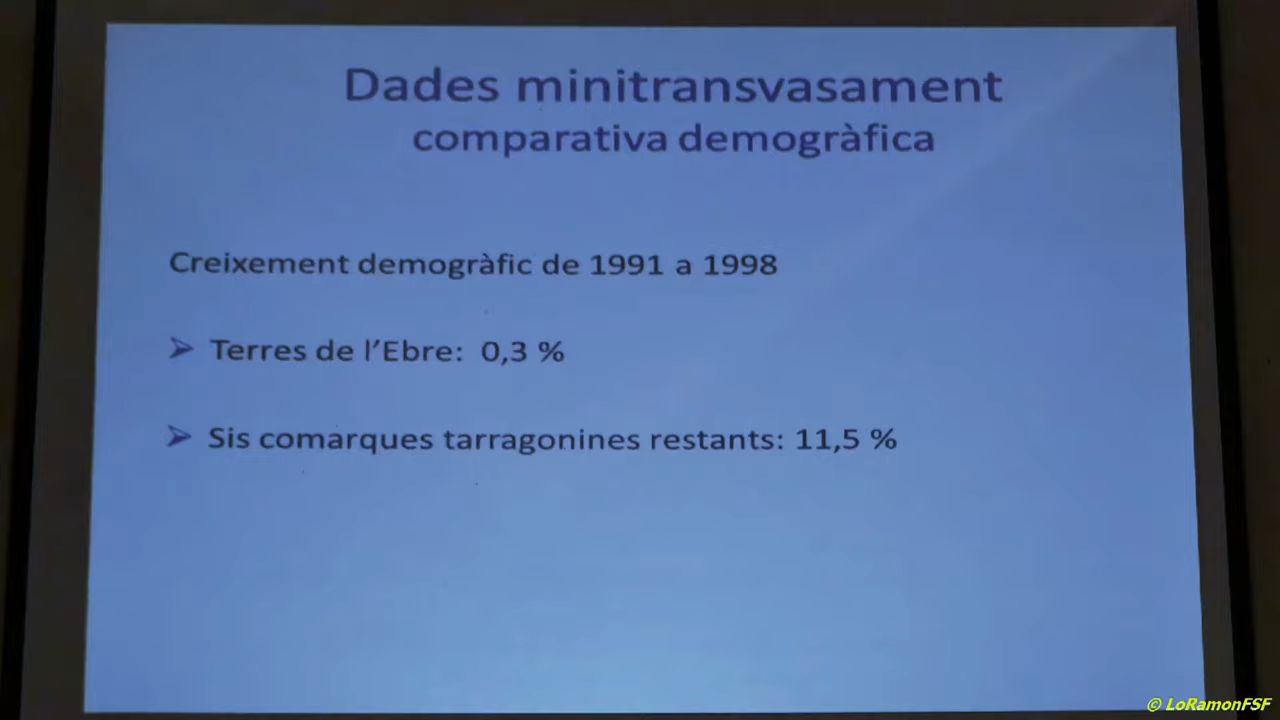 Dades minitransvasament
comparativa demogràfica
Creixement demogràfic de 1991 a 1998
Terres de l'Ebre: 0,3 %
Sis comarques tarragonines restants: 11,5 %
© LoRamonFSF